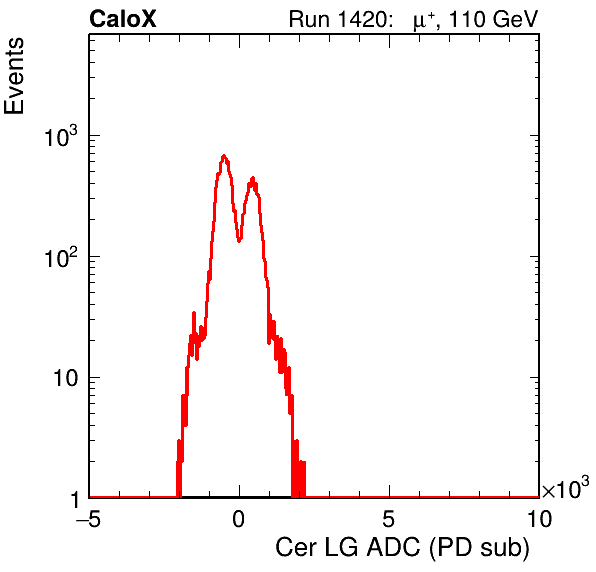 CaloX Run 1420: μ⁺, 110 GeV
Events
10³
10²
10
1
−5 0 5 10 ×10³
Cer LG ADC (PD sub)